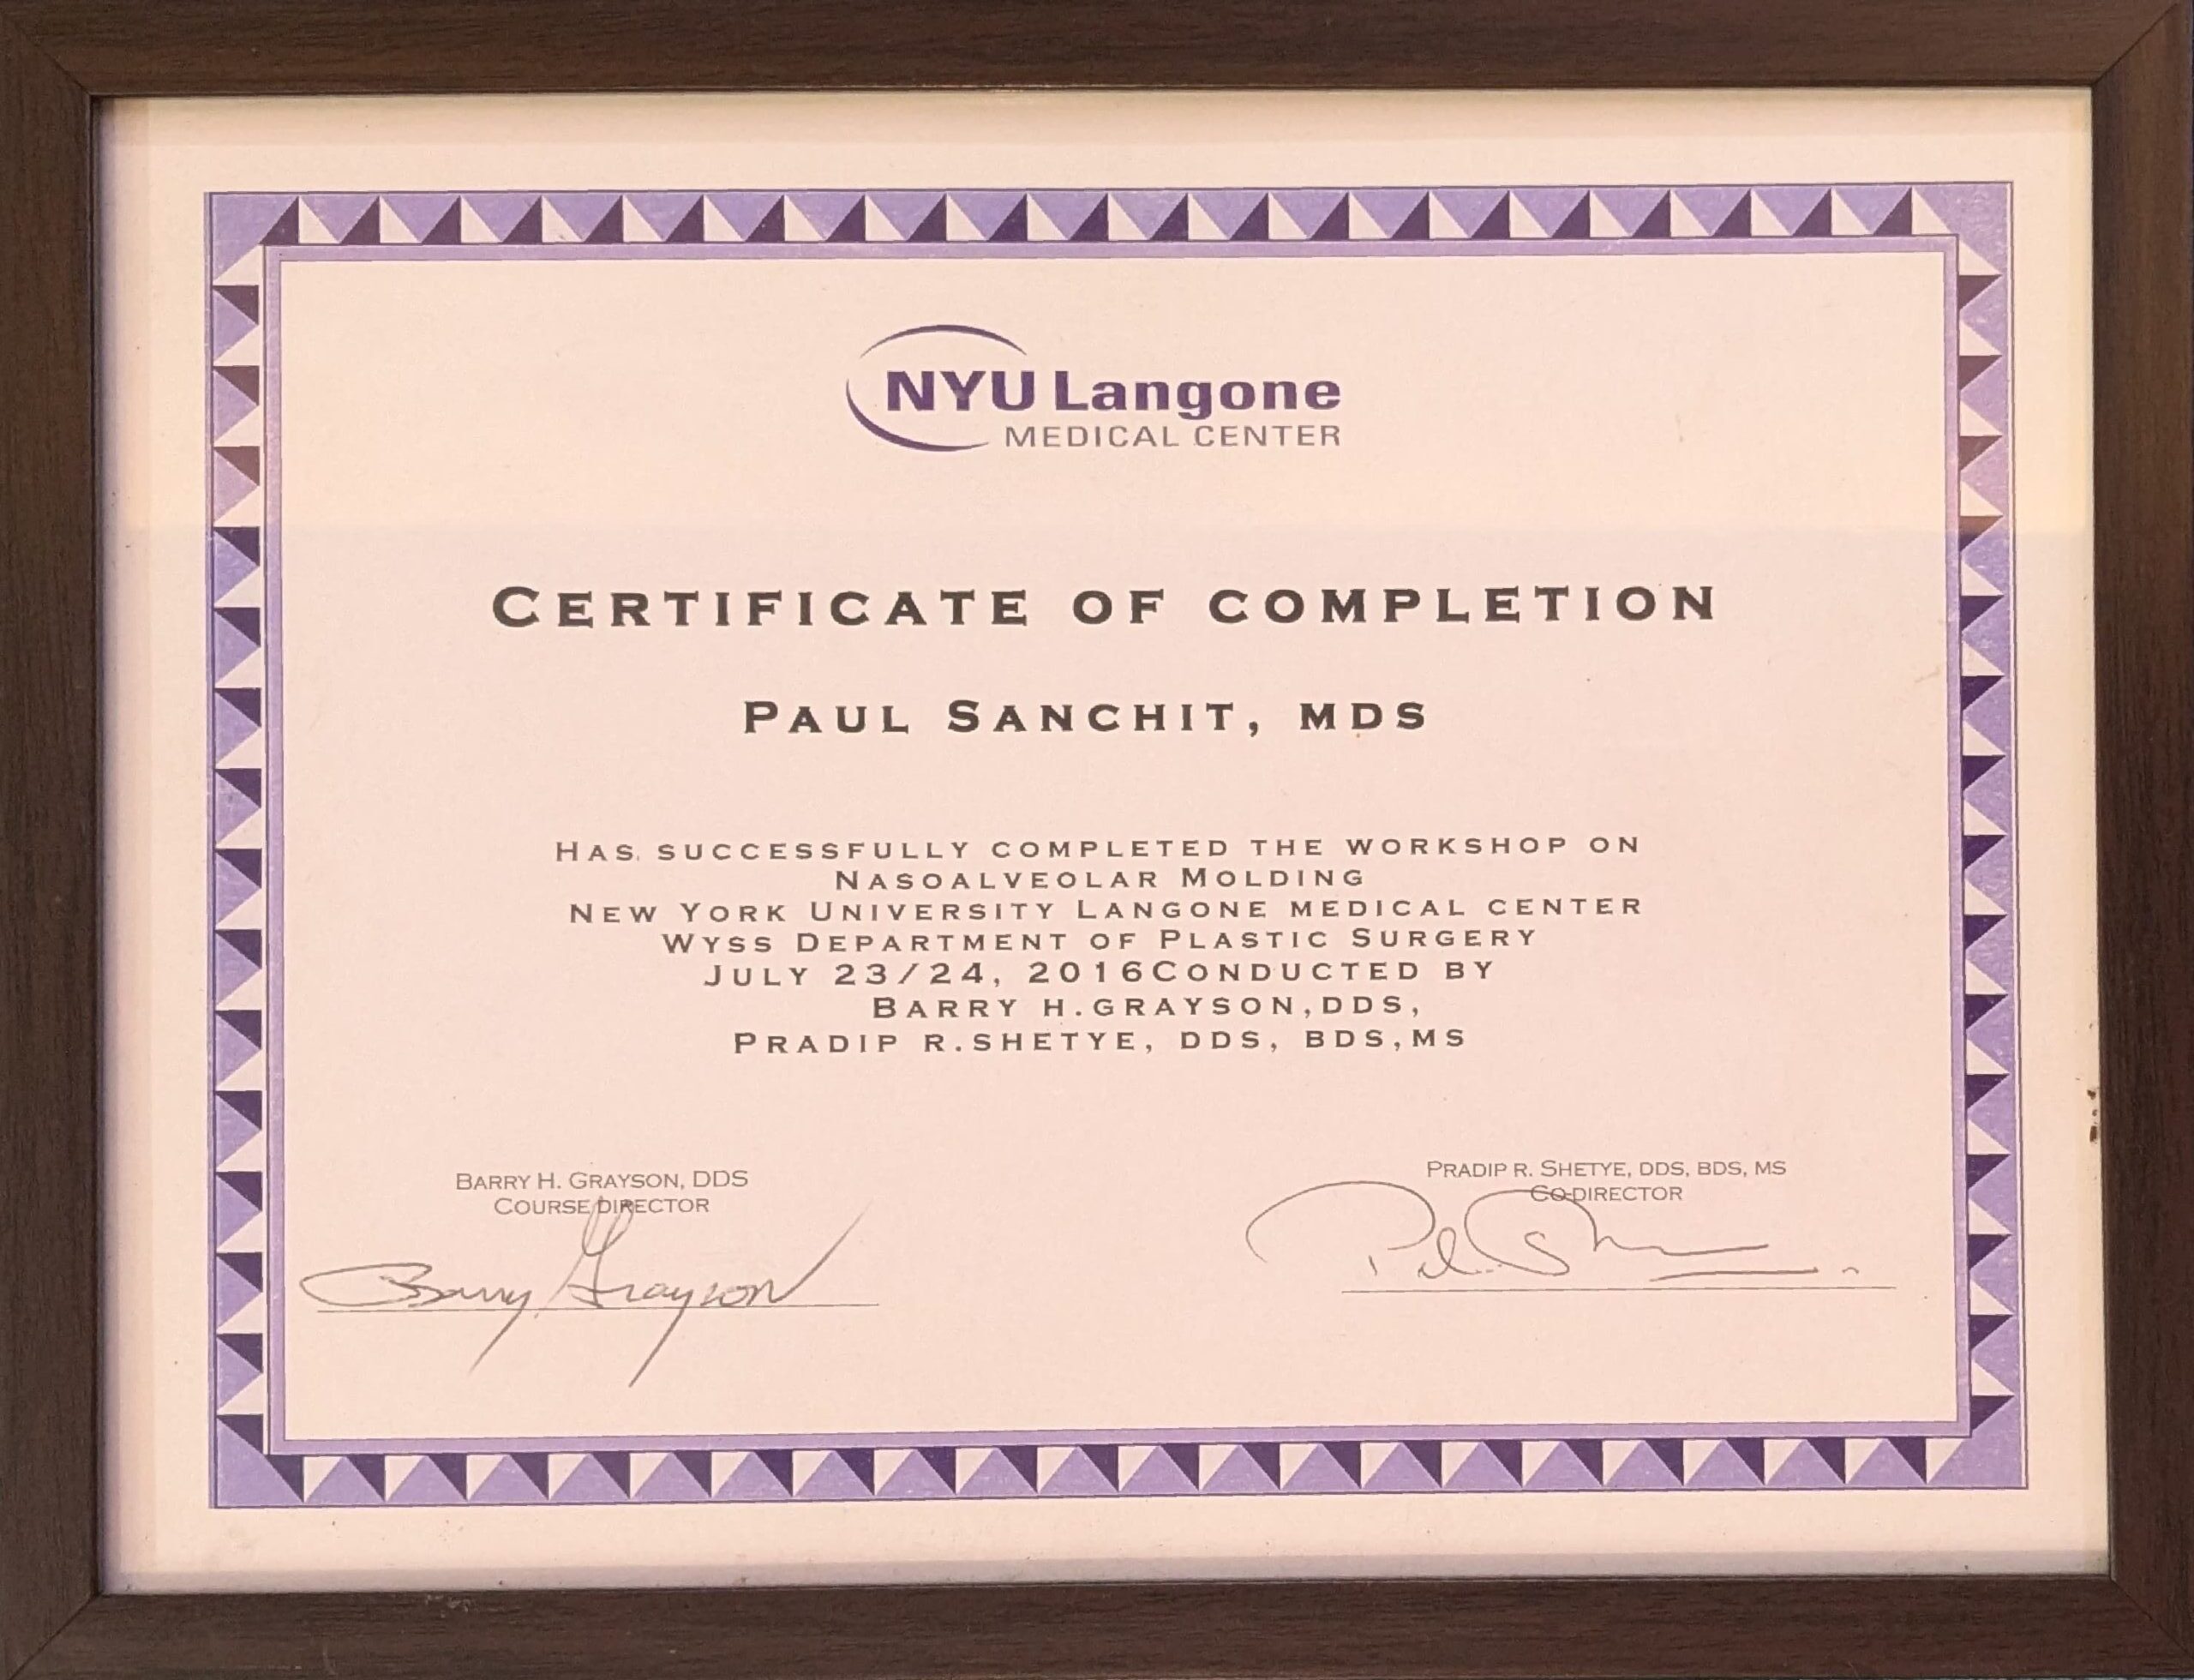 NYU Langone
MEDICAL CENTER
CERTIFICATE OF COMPLETION
PAUL SANCHIT, MDS
HAS SUCCESSFULLY COMPLETED THE WORKSHOP ON
NASOALVEOLAR MOLDING
NEW YORK UNIVERSITY LANGONE MEDICAL CENTER
WYSS DEPARTMENT OF PLASTIC SURGERY
JULY 23/24, 2016CONDUCTED BY
BARRY H.GRAYSON,DDS,
PRADIP R.SHETYE, DDS, BDS,MS
BARRY H. GRAYSON, DDS
COURSE DIRECTOR
Barry Grayson
PRADIP R. SHETYE, DDS, BDS, MS
CO-DIRECTOR